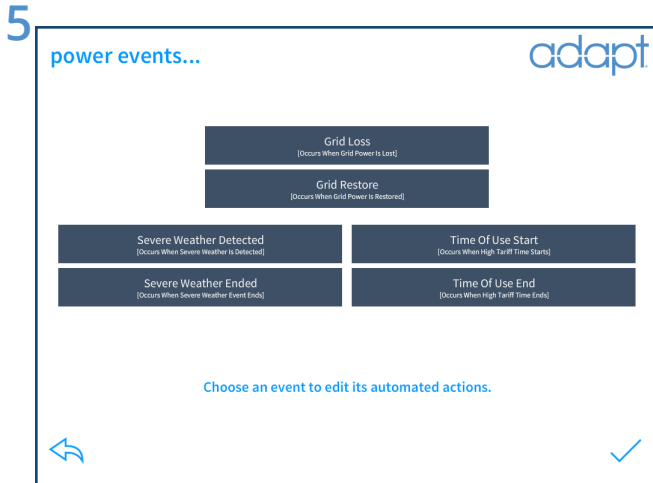 5
power events...
adapt
Grid Loss
[Occurs When Grid Power Is Lost]
Grid Restore
[Occurs When Grid Power Is Restored]
Severe Weather Detected
[Occurs When Severe Weather Is Detected]
Severe Weather Ended
[Occurs When Severe Weather Event Ends]
Time Of Use Start
[Occurs When High Tariff Time Starts]
Time Of Use End
[Occurs When High Tariff Time Ends]
Choose an event to edit its automated actions.